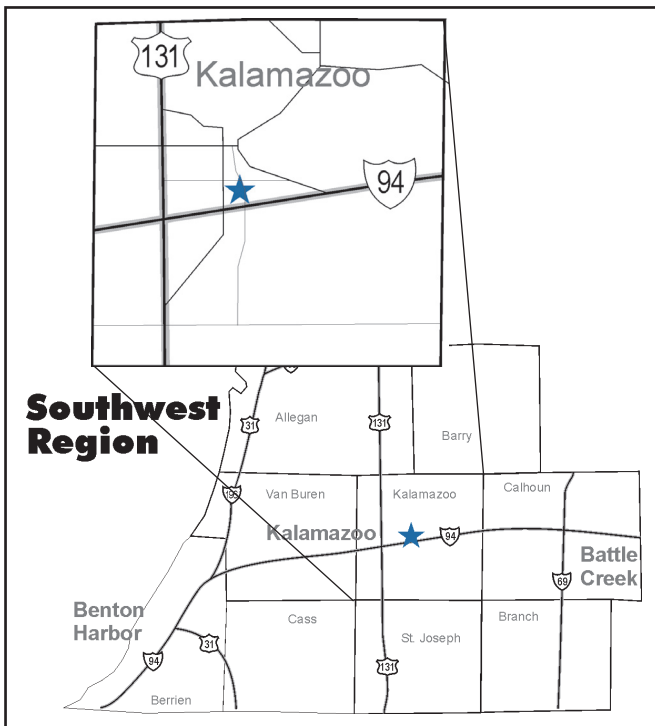 131
Kalamazoo
94
Southwest
Region
31
Allegan
131
Barry
196
Van Buren
Kalamazoo
Calhoun
Kalamazoo
94
Battle
Creek
69
Benton
Harbor
31
Cass
St. Joseph
Branch
94
131
Berrien